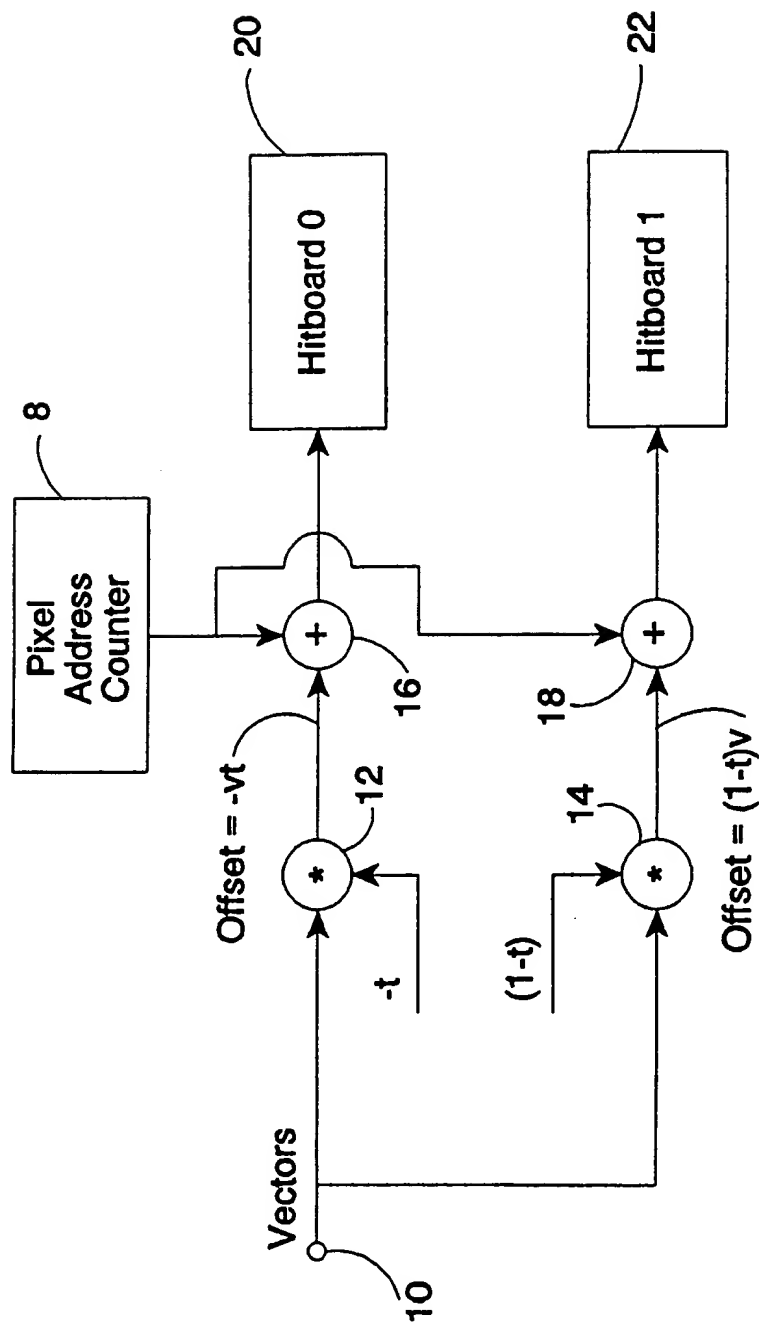 Pixel
Address
Counter
8
Vectors
10
Offset = -vt
*
12
-t
+
16
Hitboard 0
20
(1-t)
*
14
Offset = (1-t)v
+
18
Hitboard 1
22